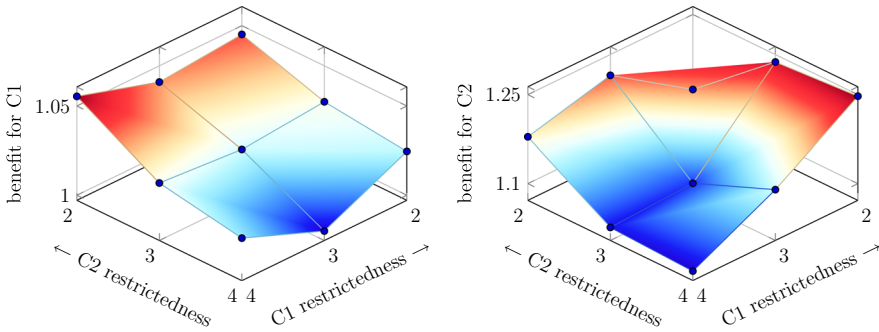 benefit for C1
1.05
1
2
3
4
4
3
2
← C2 restrictedness
C1 restrictedness →
benefit for C2
1.25
1.1
2
3
4
4
3
2
← C2 restrictedness
C1 restrictedness →